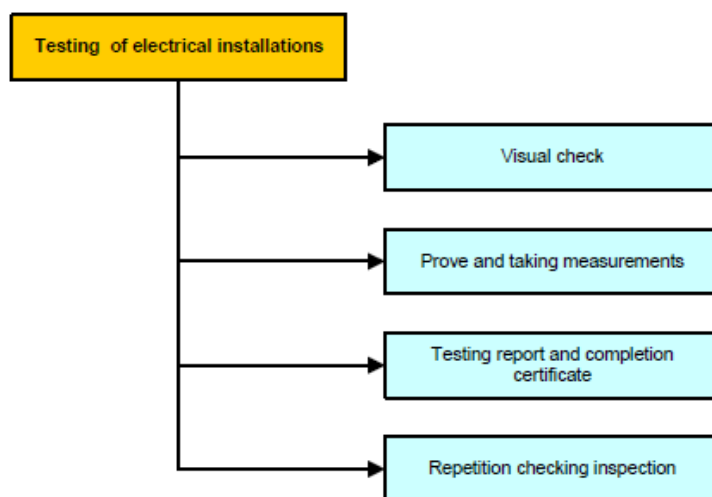 Testing of electrical installations
Visual check
Prove and taking measurements
Testing report and completion
certificate
Repetition checking inspection